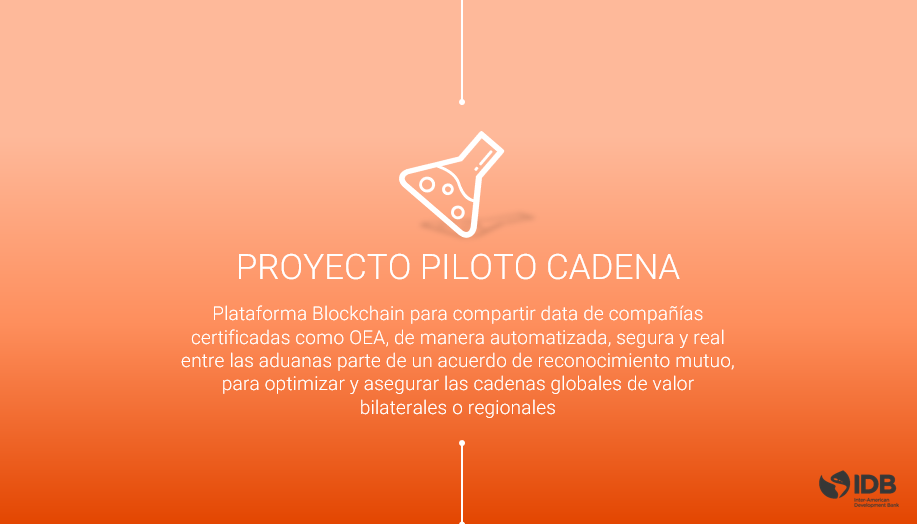 PROYECTO PILOTO CADENA
Plataforma Blockchain para compartir data de compañías
certificadas como OEA, de manera automatizada, segura y real
entre las aduanas parte de un acuerdo de reconocimiento mutuo,
para optimizar y asegurar las cadenas globales de valor
bilaterales o regionales
IDB
Inter-American
Development Bank